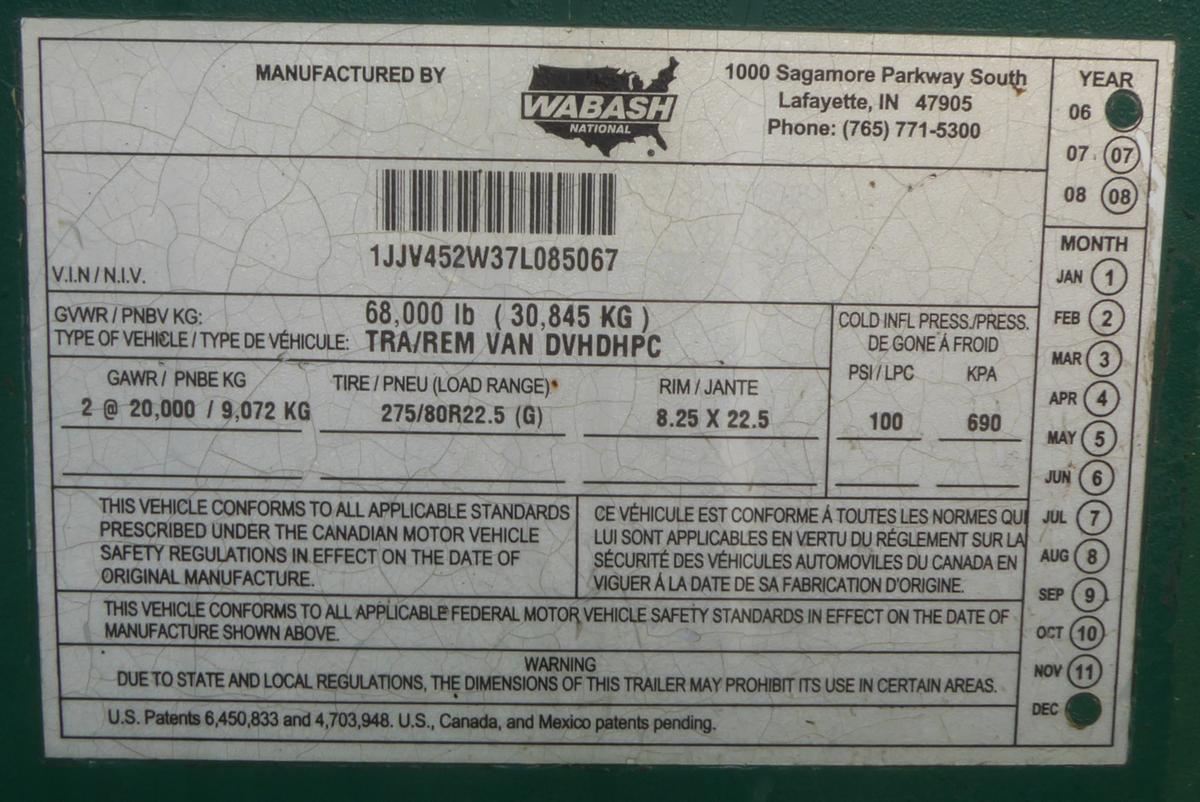 MANUFACTURED BY
WABASH
NATIONAL
1000 Sagamore Parkway South
Lafayette, IN 47905
Phone: (765) 771-5300
1JJV452W37L085067
V.I.N / N.I.V.
GVWR / PNBV KG: 68,000 lb ( 30,845 KG )
TYPE OF VEHICLE / TYPE DE VÉHICULE: TRA/REM VAN DVHDHPC
COLD INFL PRESS./PRESS.
DE GONE Á FROID
GAWR / PNBE KG TIRE / PNEU (LOAD RANGE) RIM / JANTE PSI / LPC KPA
2 @ 20,000 / 9,072 KG 275/80R22.5 (G) 8.25 X 22.5 100 690
THIS VEHICLE CONFORMS TO ALL APPLICABLE STANDARDS
PRESCRIBED UNDER THE CANADIAN MOTOR VEHICLE
SAFETY REGULATIONS IN EFFECT ON THE DATE OF
ORIGINAL MANUFACTURE.
CE VÉHICULE EST CONFORME Á TOUTES LES NORMES QUI
LUI SONT APPLICABLES EN VERTU DU RÉGLEMENT SUR LA
SÉCURITÉ DES VÉHICULES AUTOMOVILES DU CANADA EN
VIGUER Á LA DATE DE SA FABRICATION D'ORIGINE.
THIS VEHICLE CONFORMS TO ALL APPLICABLE FEDERAL MOTOR VEHICLE SAFETY STANDARDS IN EFFECT ON THE DATE OF
MANUFACTURE SHOWN ABOVE.
WARNING
DUE TO STATE AND LOCAL REGULATIONS, THE DIMENSIONS OF THIS TRAILER MAY PROHIBIT ITS USE IN CERTAIN AREAS.
U.S. Patents 6,450,833 and 4,703,948. U.S., Canada, and Mexico patents pending.
YEAR
06
07 07
08 08
MONTH
JAN 1
FEB 2
MAR 3
APR 4
MAY 5
JUN 6
JUL 7
AUG 8
SEP 9
OCT 10
NOV 11
DEC